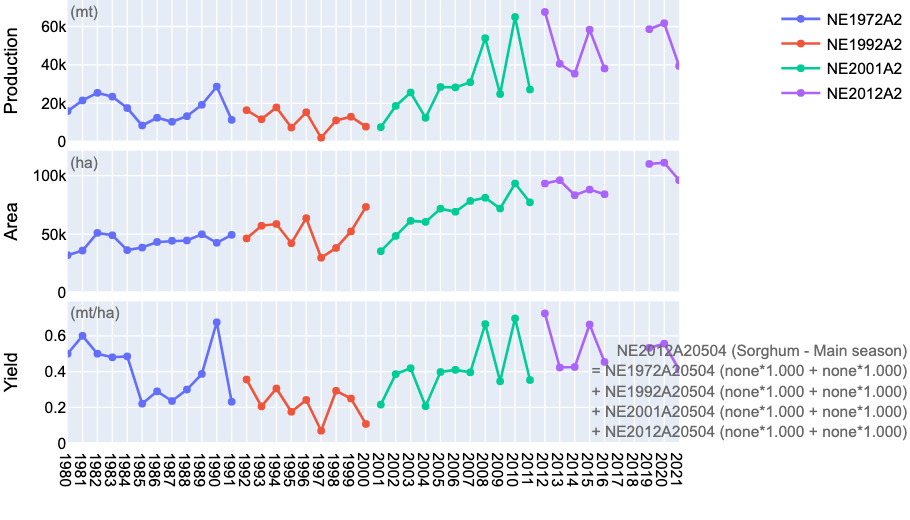 (mt)
Production
60k
40k
20k
0
NE1972A2
NE1992A2
NE2001A2
NE2012A2
(ha)
Area
100k
50k
0
(mt/ha)
Yield
0.6
0.4
0.2
0
NE2012A20504 (Sorghum - Main season)
= NE1972A20504 (none*1.000 + none*1.000)
+ NE1992A20504 (none*1.000 + none*1.000)
+ NE2001A20504 (none*1.000 + none*1.000)
+ NE2012A20504 (none*1.000 + none*1.000)
1980 1981 1982 1983 1984 1985 1986 1987 1988 1989 1990 1991 1992 1993 1994 1995 1996 1997 1998 1999 2000 2001 2002 2003 2004 2005 2006 2007 2008 2009 2010 2011 2012 2013 2014 2015 2016 2017 2018 2019 2020 2021